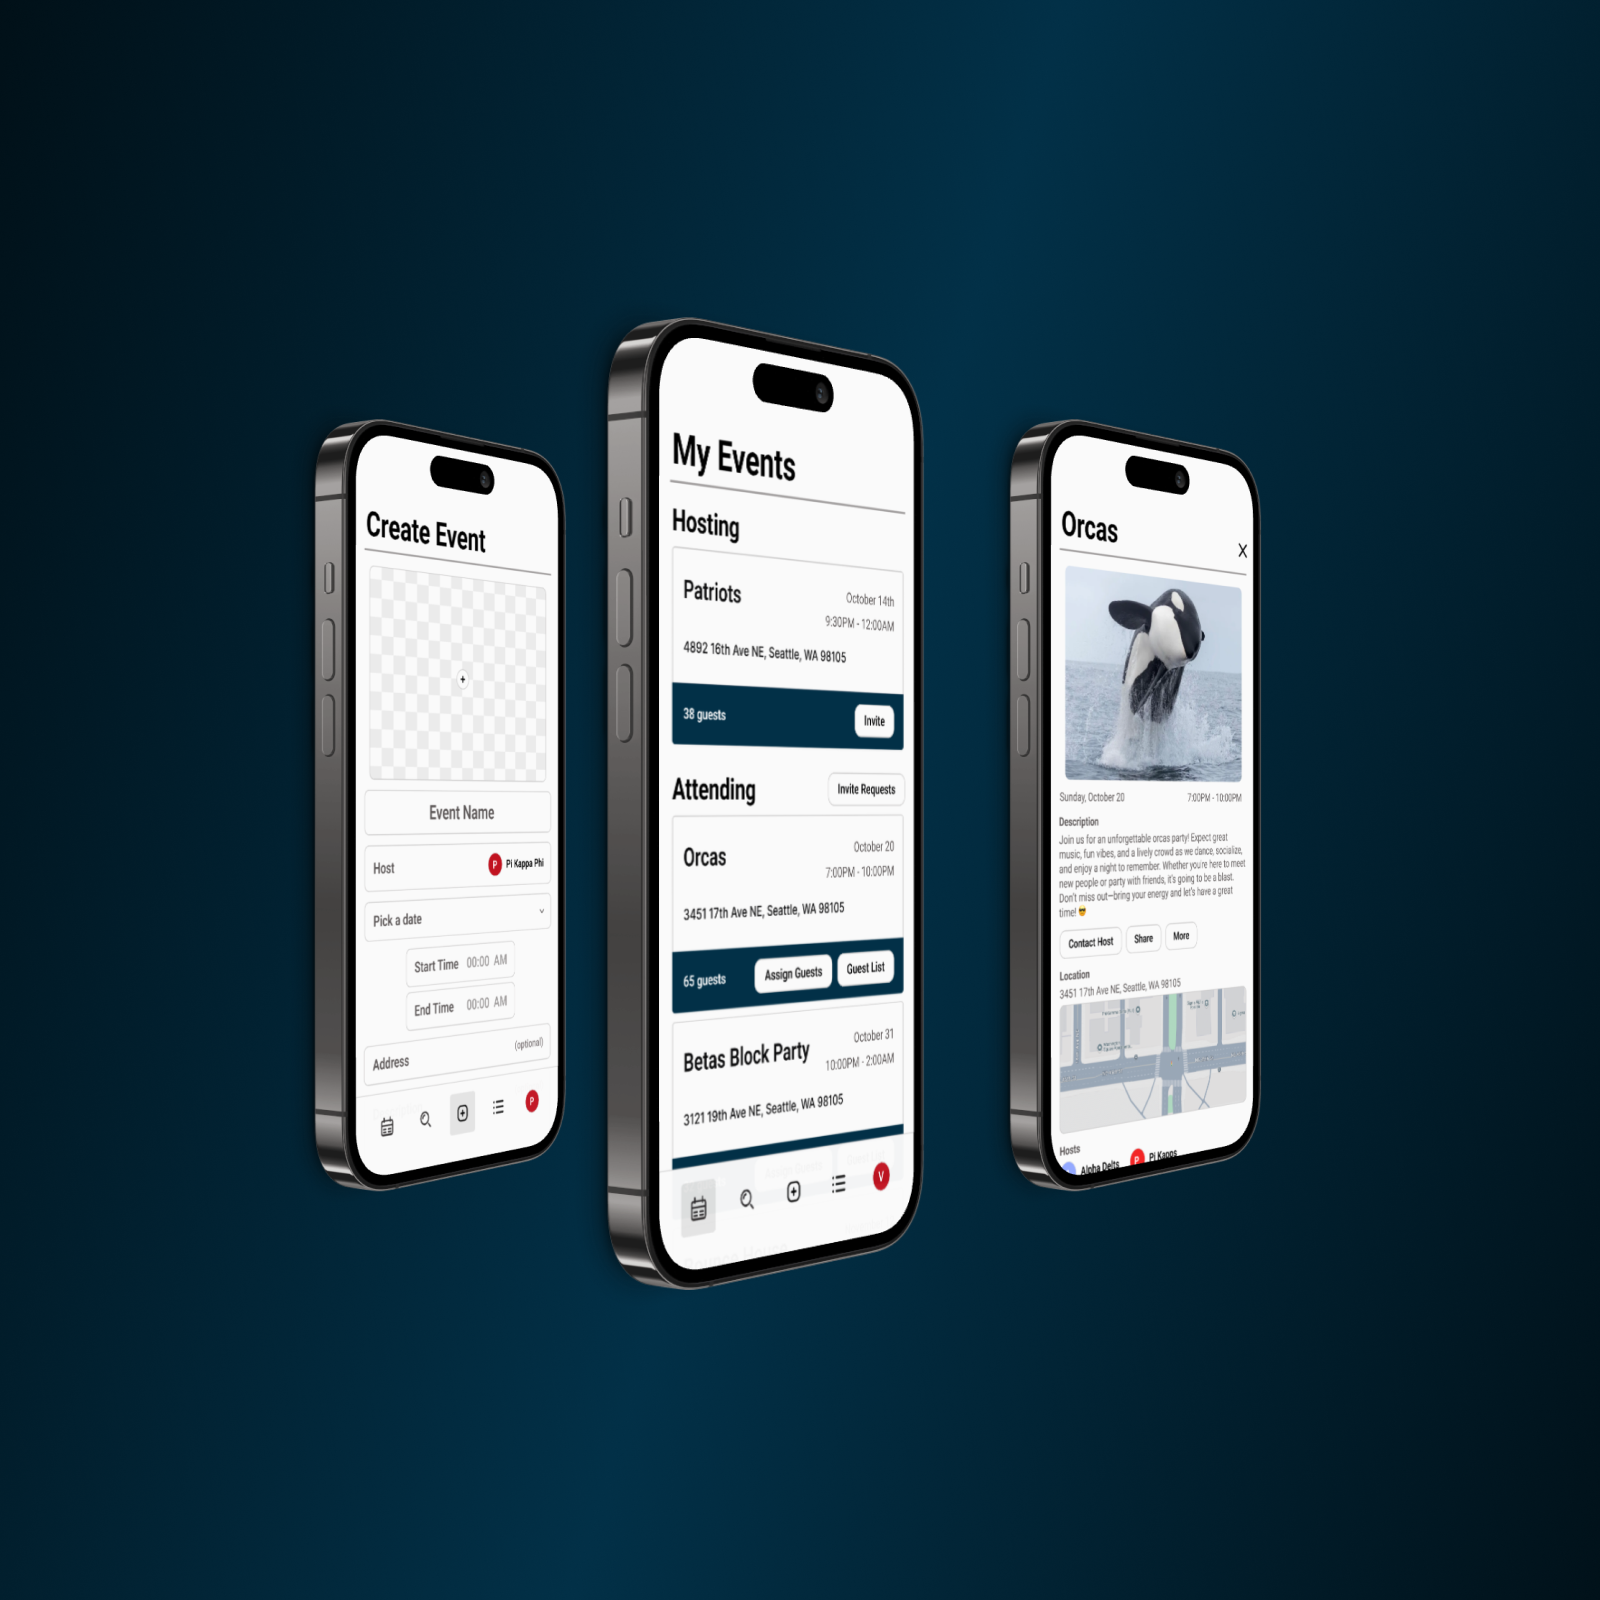 Create Event
+
Event Name
Host
P Pi Kappa Phi
Pick a date
Start Time 00:00 AM
End Time 00:00 AM
Address
(optional)
P
My Events
Hosting
Patriots
October 14th
9:30PM - 12:00AM
4892 16th Ave NE, Seattle, WA 98105
38 guests
Invite
Attending
Invite Requests
Orcas
October 20
7:00PM - 10:00PM
3451 17th Ave NE, Seattle, WA 98105
65 guests
Assign Guests
Guest List
Betas Block Party
October 31
10:00PM - 2:00AM
3121 19th Ave NE, Seattle, WA 98105
V
Orcas
X
Sunday, October 20
7:00PM - 10:00PM
Description
Join us for an unforgettable orcas party! Expect great
music, fun vibes, and a lively crowd as we dance, socialize,
and enjoy a night to remember. Whether you're here to meet
new people or party with friends, it's going to be a blast.
Don't miss out—bring your energy and let's have a great
time! 😎
Contact Host
Share
More
Location
3451 17th Ave NE, Seattle, WA 98105
Hosts
Alpha Delts
P Pi Kapps